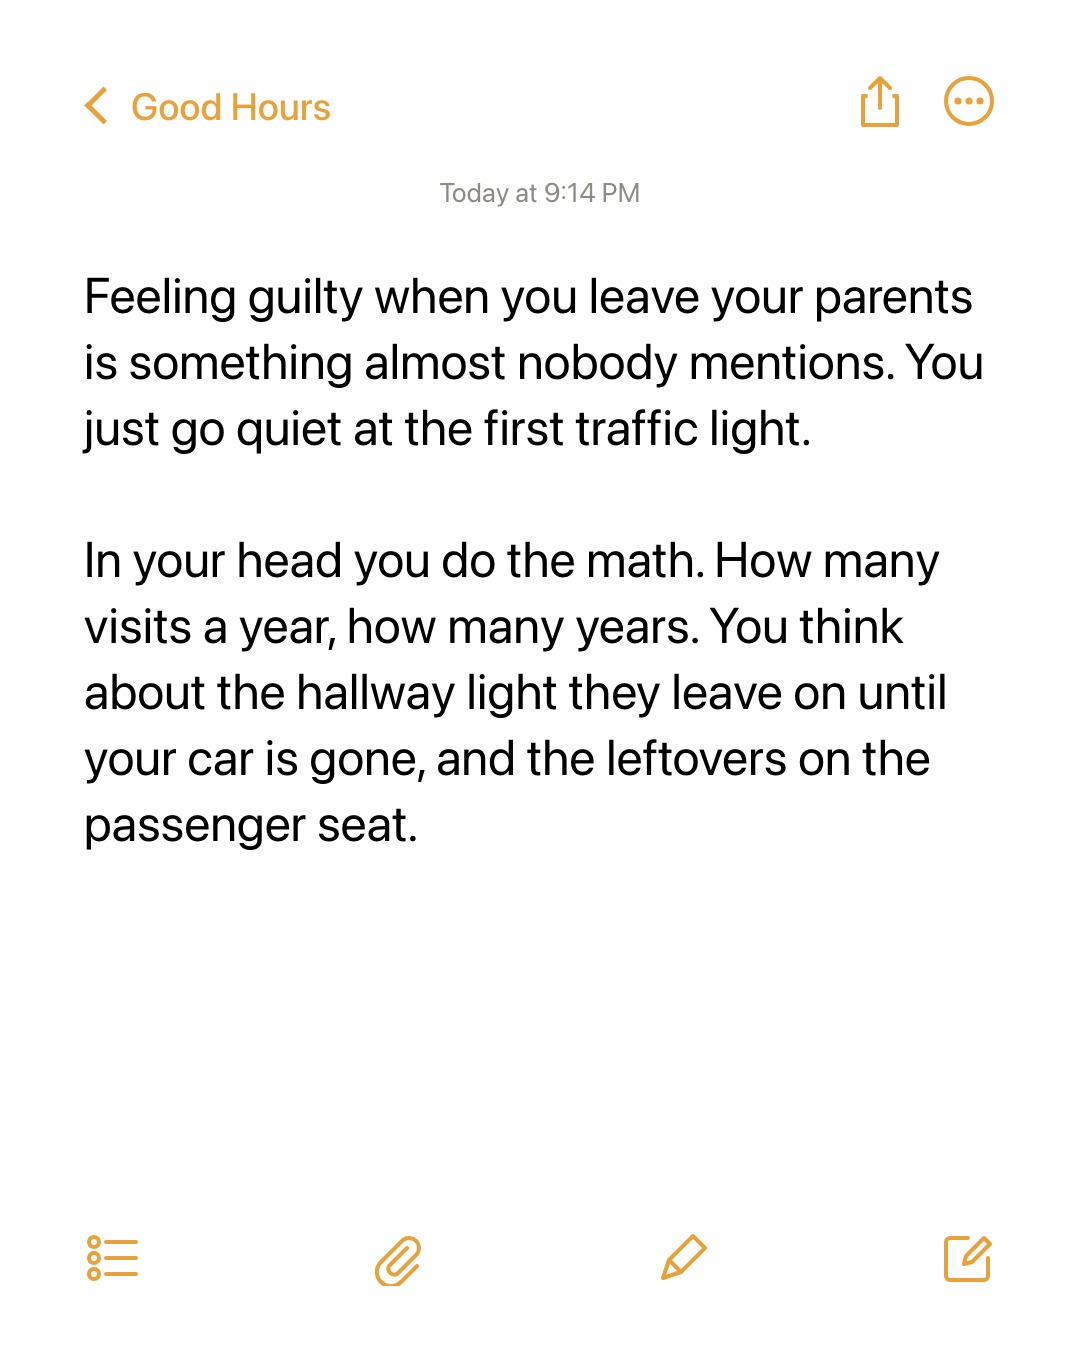 Good Hours
Today at 9:14 PM
Feeling guilty when you leave your parents
is something almost nobody mentions. You
just go quiet at the first traffic light.
In your head you do the math. How many
visits a year, how many years. You think
about the hallway light they leave on until
your car is gone, and the leftovers on the
passenger seat.